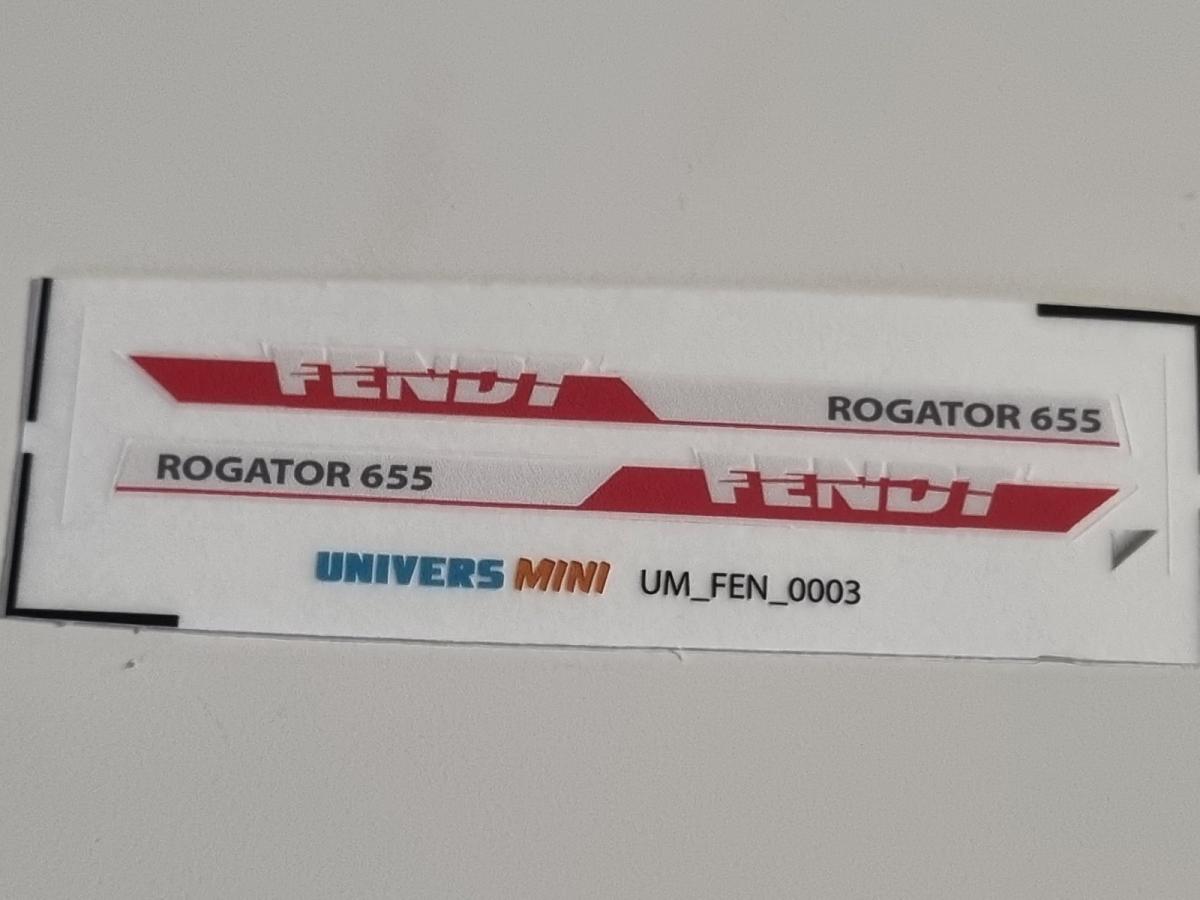 FENDT ROGATOR 655
ROGATOR 655 FENDT
UNIVERS MINI UM_FEN_0003